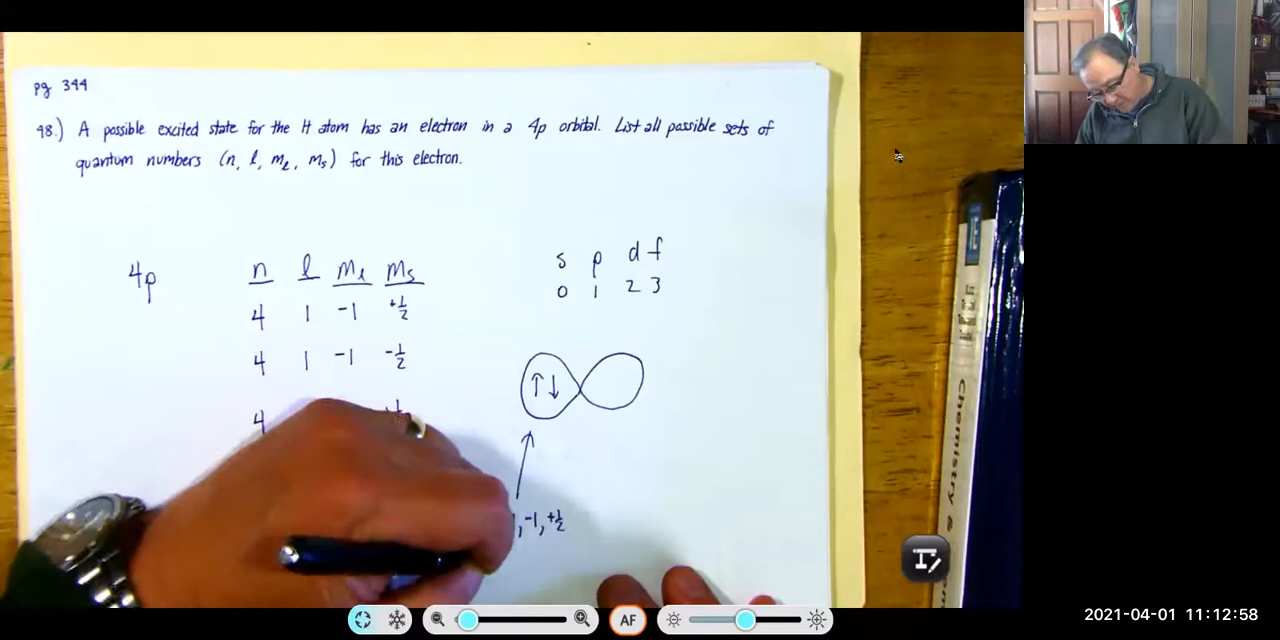 pg 344
98.) A possible excited state for the H atom has an electron in a 4p orbital. List all possible sets of
quantum numbers (n, l, mₗ, mₛ) for this electron.
s p d f
0 1 2 3
4p
n l mₗ mₛ
4 1 -1 +1/2
4 1 -1 -1/2
4
↑↓
, -1, +1/2
Chemistry &
AF
2021-04-01 11:12:58